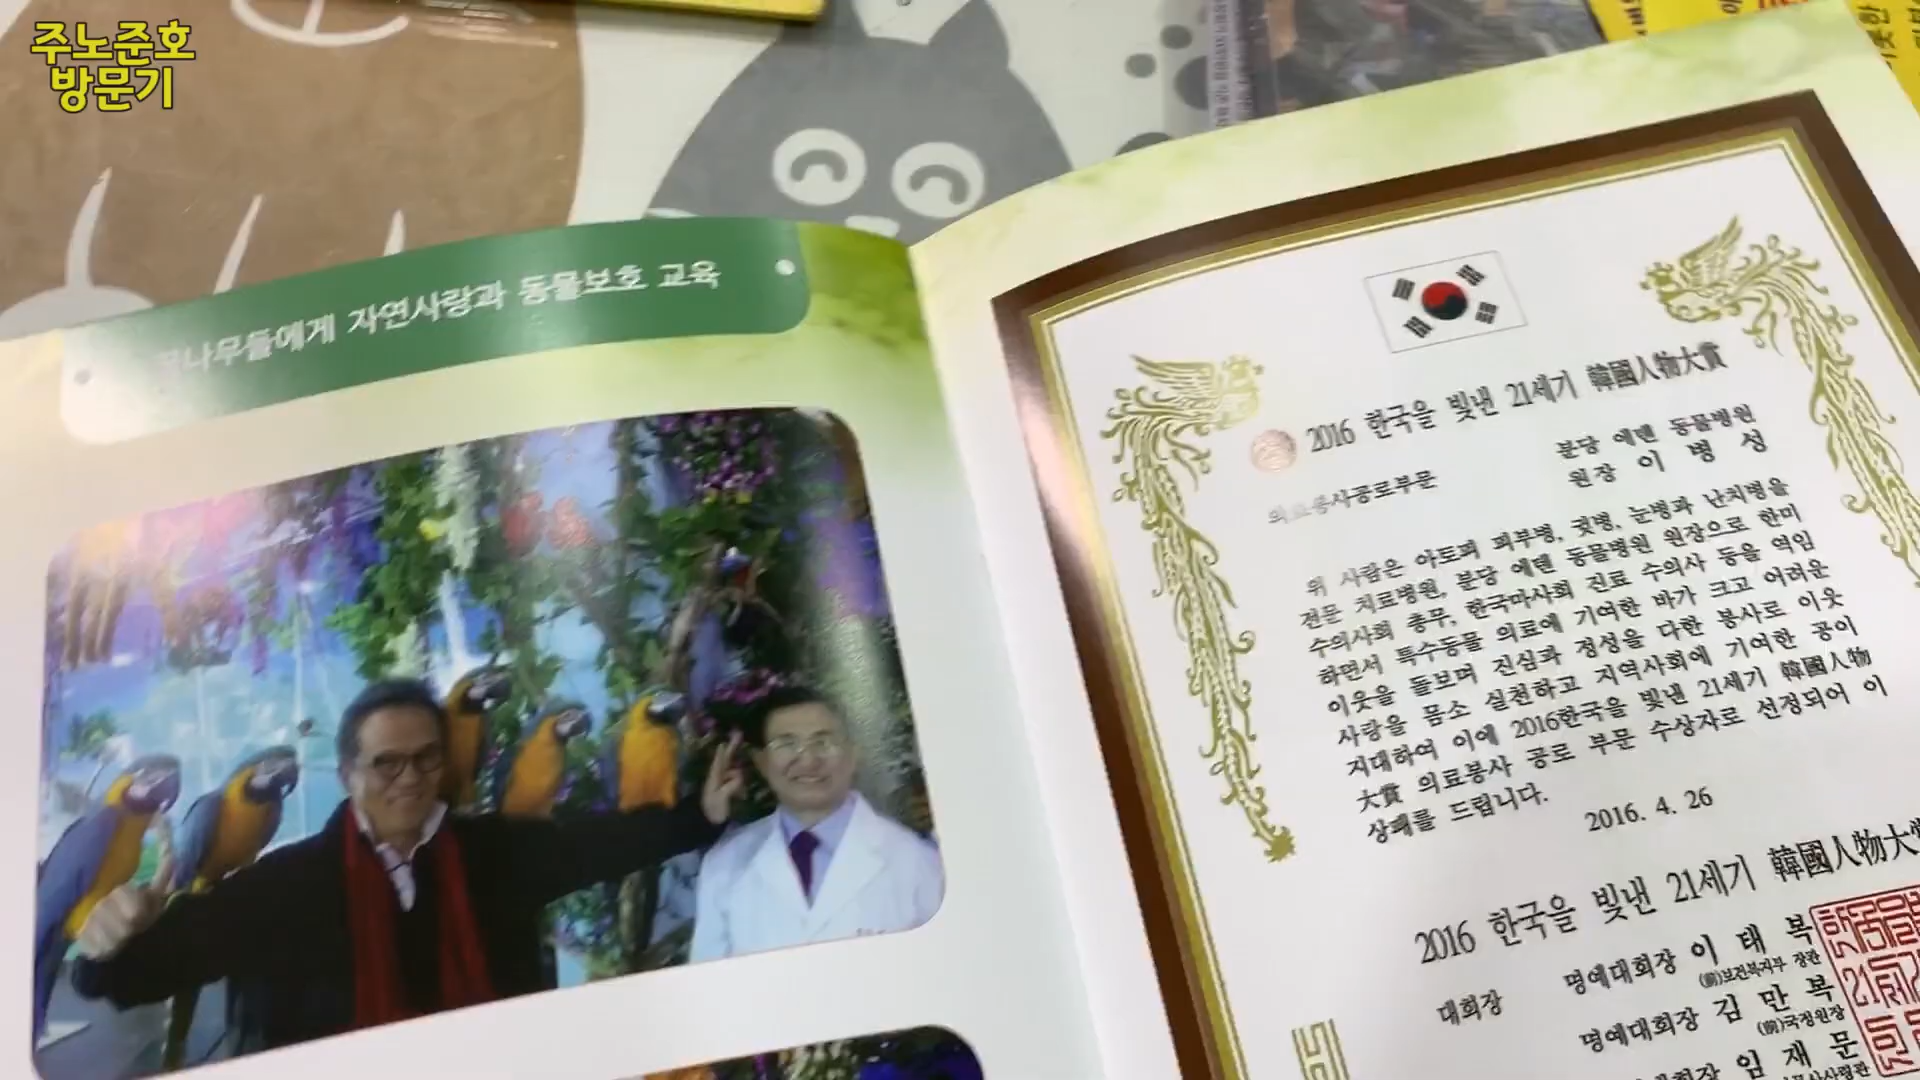 주노준호
방문기
꿈나무들에게 자연사랑과 동물보호 교육
2016 한국을 빛낸 21세기 韓國人物大賞
분당 에덴 동물병원
원장 이 병 성
의료봉사공로부문
위 사람은 아토피 피부병, 귓병, 눈병과 난치병을
전문 치료병원, 분당 에덴 동물병원 원장으로 한미
수의사회 총무, 한국마사회 진료 수의사 등을 역임
하면서 특수동물 의료에 기여한 바가 크고 어려운
이웃을 돌보며 진심과 정성을 다한 봉사로 이웃
사랑을 몸소 실천하고 지역사회에 기여한 공이
지대하여 이에 2016한국을 빛낸 21세기 韓國人物
大賞 의료봉사 공로 부문 수상자로 선정되어 이
상패를 드립니다.
2016. 4. 26
2016 한국을 빛낸 21세기 韓國人物大
대회장
명예대회장 이 태 복
(前)보건복지부 장관
명예대회장 김 만 복
(前)국정원장
임 재 문